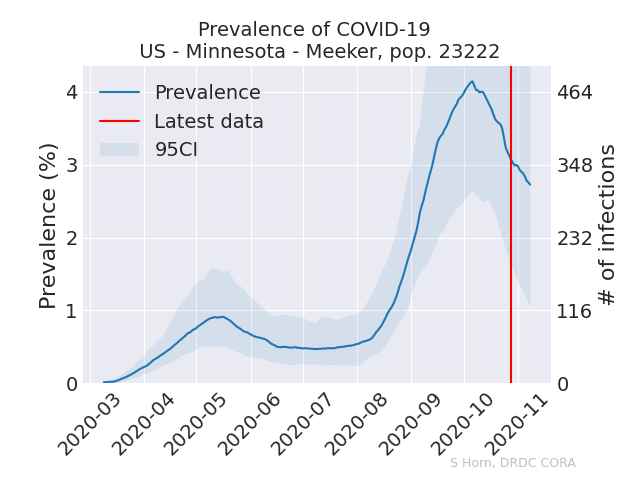 Prevalence of COVID-19
US - Minnesota - Meeker, pop. 23222
Prevalence
Latest data
95CI
Prevalence (%)
4
3
2
1
0
464
348
232
116
0
# of infections
2020-03
2020-04
2020-05
2020-06
2020-07
2020-08
2020-09
2020-10
2020-11
S Horn, DRDC CORA